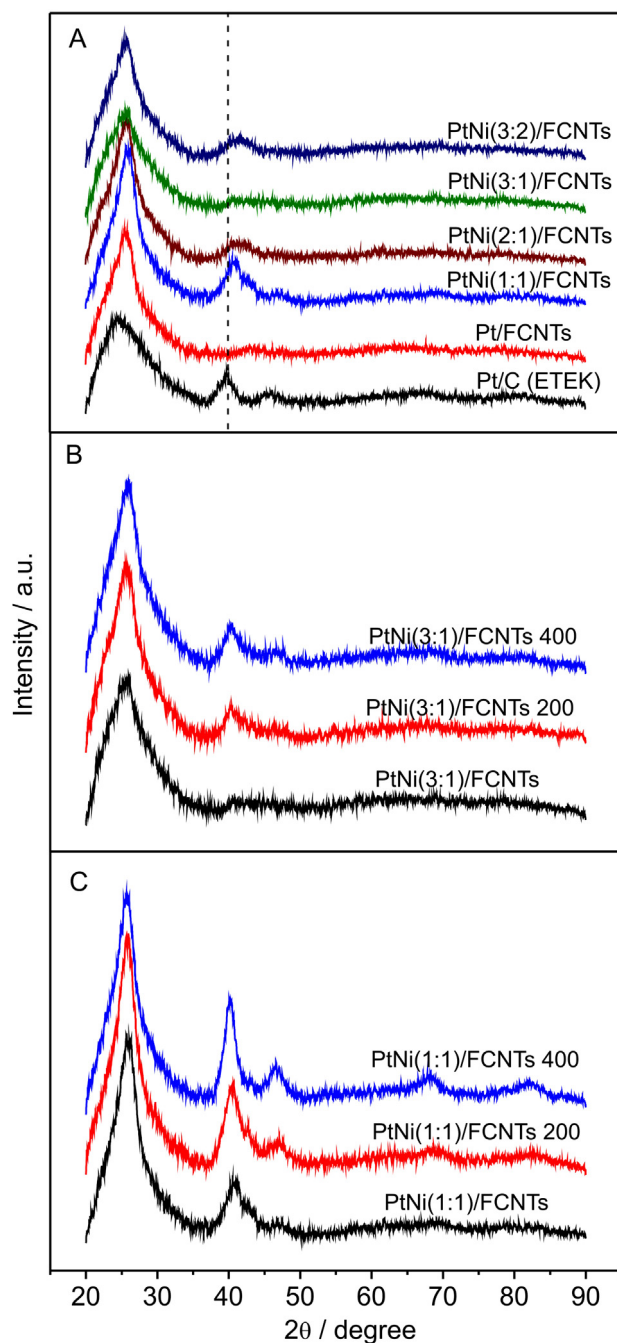 A
PtNi(3:2)/FCNTs
PtNi(3:1)/FCNTs
PtNi(2:1)/FCNTs
PtNi(1:1)/FCNTs
Pt/FCNTs
Pt/C (ETEK)
B
PtNi(3:1)/FCNTs 400
PtNi(3:1)/FCNTs 200
PtNi(3:1)/FCNTs
Intensity / a.u.
C
PtNi(1:1)/FCNTs 400
PtNi(1:1)/FCNTs 200
PtNi(1:1)/FCNTs
20 30 40 50 60 70 80 90
2θ / degree